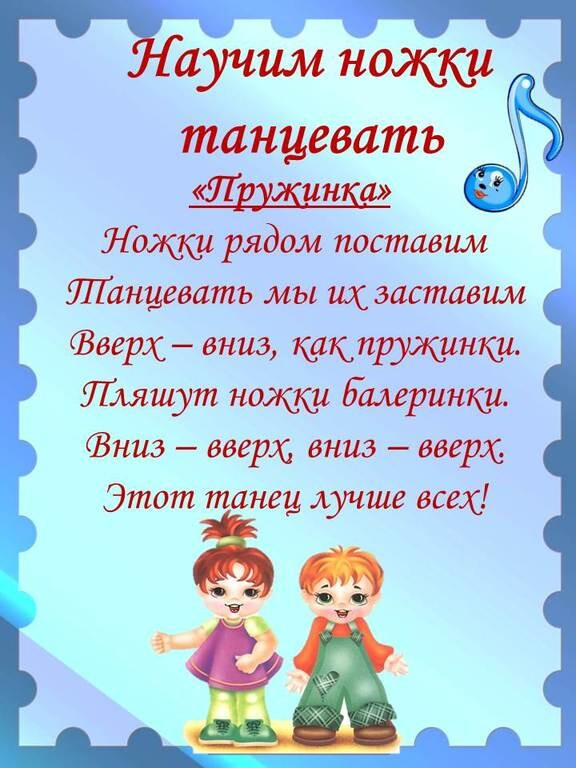 Научим ножки
танцевать
«Пружинка»
Ножки рядом поставим
Танцевать мы их заставим
Вверх – вниз, как пружинки.
Пляшут ножки балеринки.
Вниз – вверх, вниз – вверх.
Этот танец лучше всех!